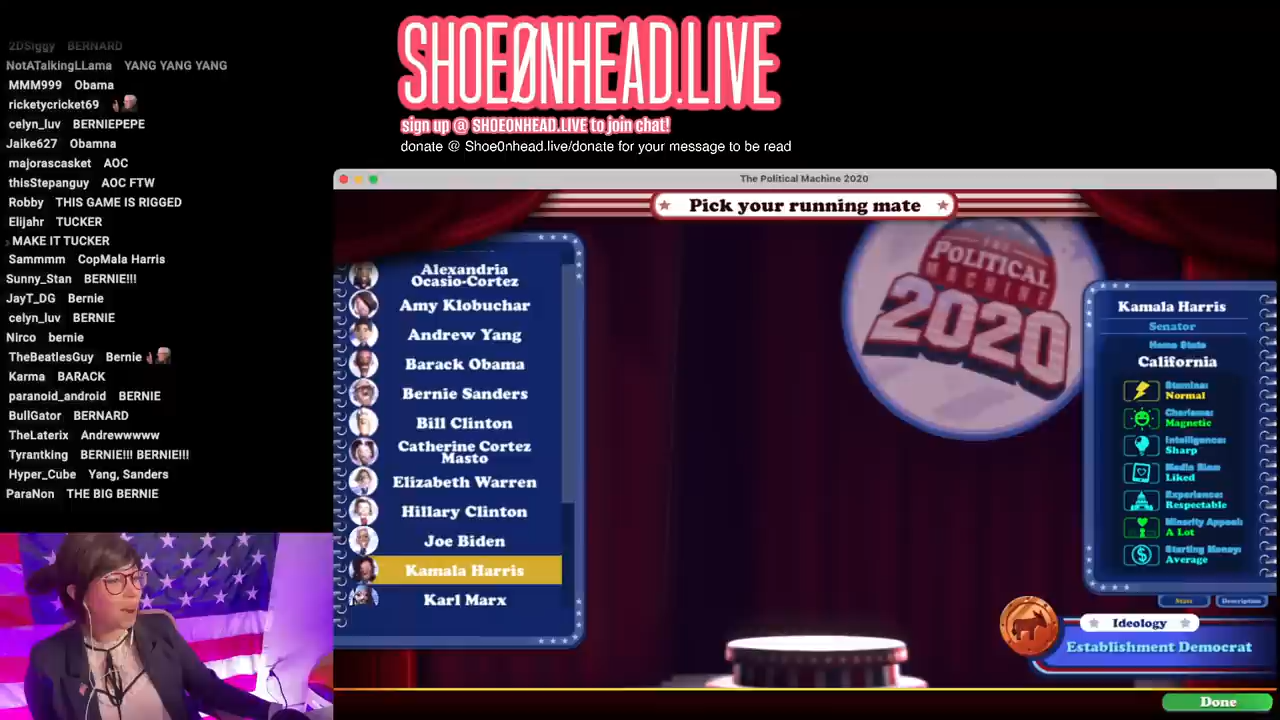 2DSiggy BERNARD
NotATalkingLLama YANG YANG YANG
MMM999 Obama
ricketycricket69
celyn_luv BERNIEPEPE
Jaike627 Obamna
majorascasket AOC
thisStepanguy AOC FTW
Robby THIS GAME IS RIGGED
Elijahr TUCKER
MAKE IT TUCKER
Sammmm CopMala Harris
Sunny_Stan BERNIE!!!
JayT_DG Bernie
celyn_luv BERNIE
Nirco bernie
TheBeatlesGuy Bernie
Karma BARACK
paranoid_android BERNIE
BullGator BERNARD
TheLaterix Andrewwwww
Tyrantking BERNIE!!! BERNIE!!!
Hyper_Cube Yang, Sanders
ParaNon THE BIG BERNIE
SHOE0NHEAD.LIVE
sign up @ SHOE0NHEAD.LIVE to join chat!
donate @ Shoe0nhead.live/donate for your message to be read
The Political Machine 2020
Pick your running mate
Alexandria
Ocasio-Cortez
Amy Klobuchar
Andrew Yang
Barack Obama
Bernie Sanders
Bill Clinton
Catherine Cortez
Masto
Elizabeth Warren
Hillary Clinton
Joe Biden
Kamala Harris
Karl Marx
THE
POLITICAL
MACHINE
2020
Kamala Harris
Senator
Home State
California
Stamina:
Normal
Charisma:
Magnetic
Intelligence:
Sharp
Media Bias:
Liked
Experience:
Respectable
Minority Appeal:
A Lot
Starting Money:
Average
Stats
Description
Ideology
Establishment Democrat
Done